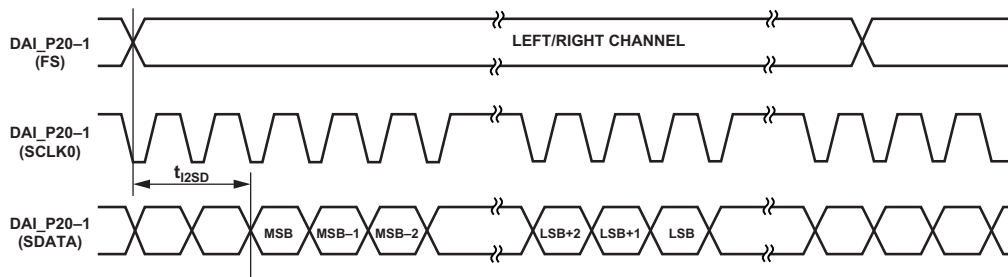 DAI_P20–1
(FS)
LEFT/RIGHT CHANNEL
DAI_P20–1
(SCLK0)
tI2SD
DAI_P20–1
(SDATA)
MSB MSB–1 MSB–2 LSB+2 LSB+1 LSB